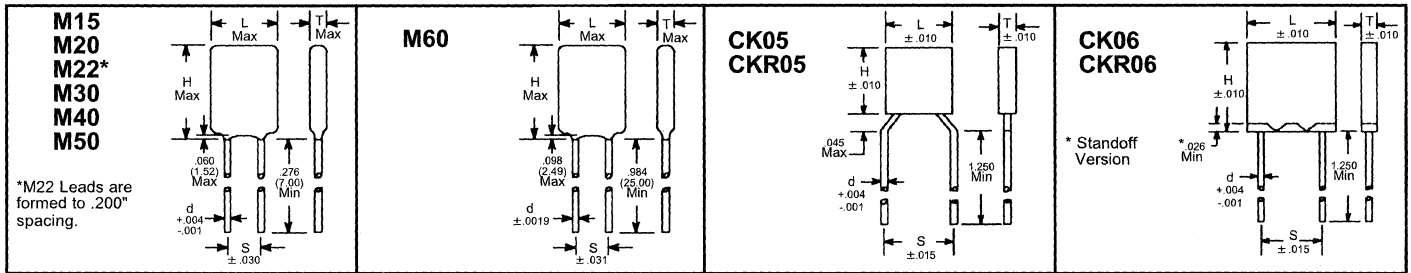 M15
M20
M22*
M30
M40
M50
*M22 Leads are
formed to .200"
spacing.
L
Max
T
Max
H
Max
.060
(1.52)
Max
.276
(7.00)
Min
d
+.004
-.001
S
±.030
M60
L
Max
T
Max
H
Max
.098
(2.49)
Max
.984
(25.00)
Min
d
±.0019
S
±.031
CK05
CKR05
L
±.010
T
±.010
H
±.010
.045
Max
1.250
Min
d
+.004
-.001
S
±.015
CK06
CKR06
* Standoff
Version
L
±.010
T
±.010
H
±.010
*.026
Min
1.250
Min
d
+.004
-.001
S
±.015